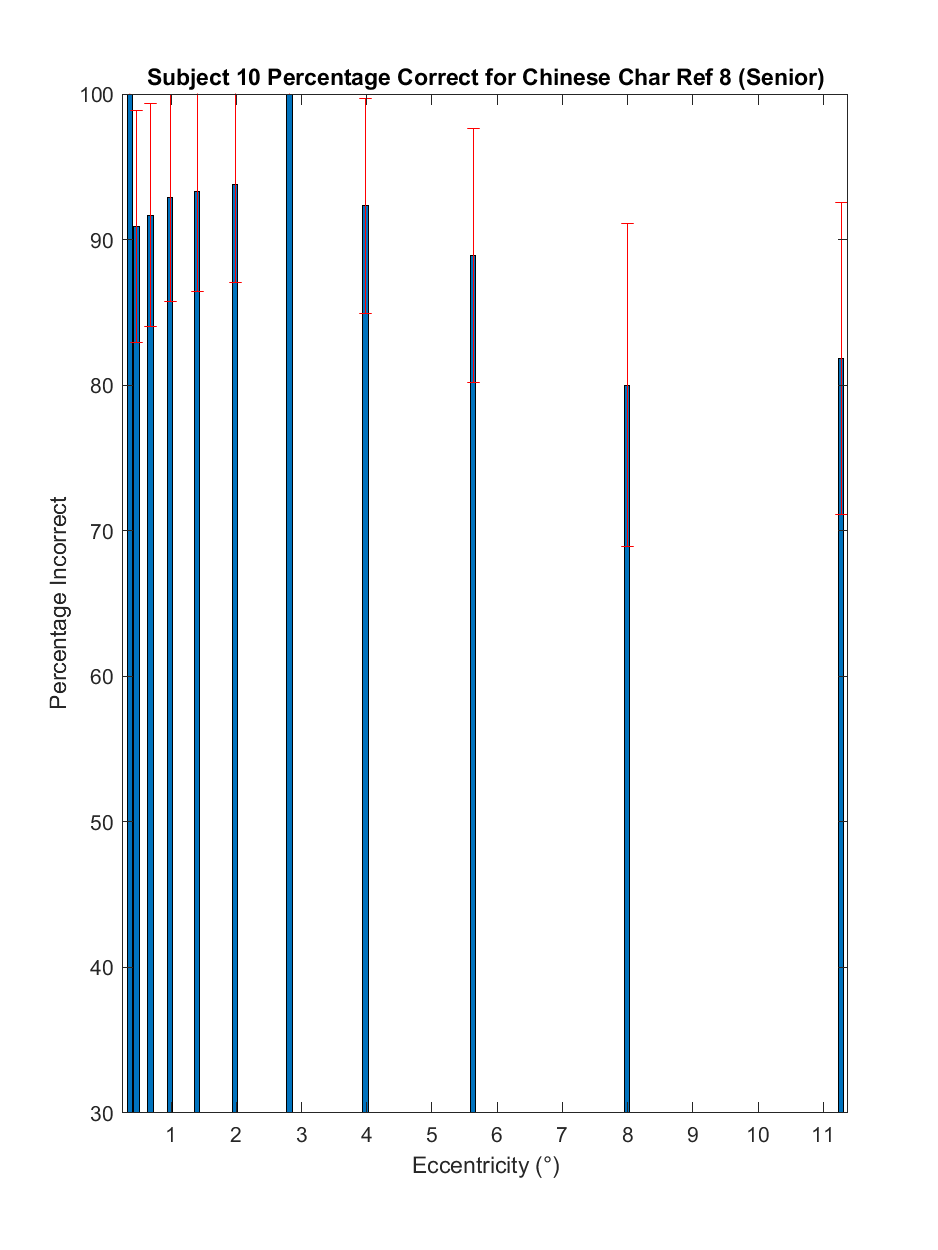 Subject 10 Percentage Correct for Chinese Char Ref 8 (Senior)
100
90
80
70
60
50
40
30
Percentage Incorrect
1 2 3 4 5 6 7 8 9 10 11
Eccentricity (°)